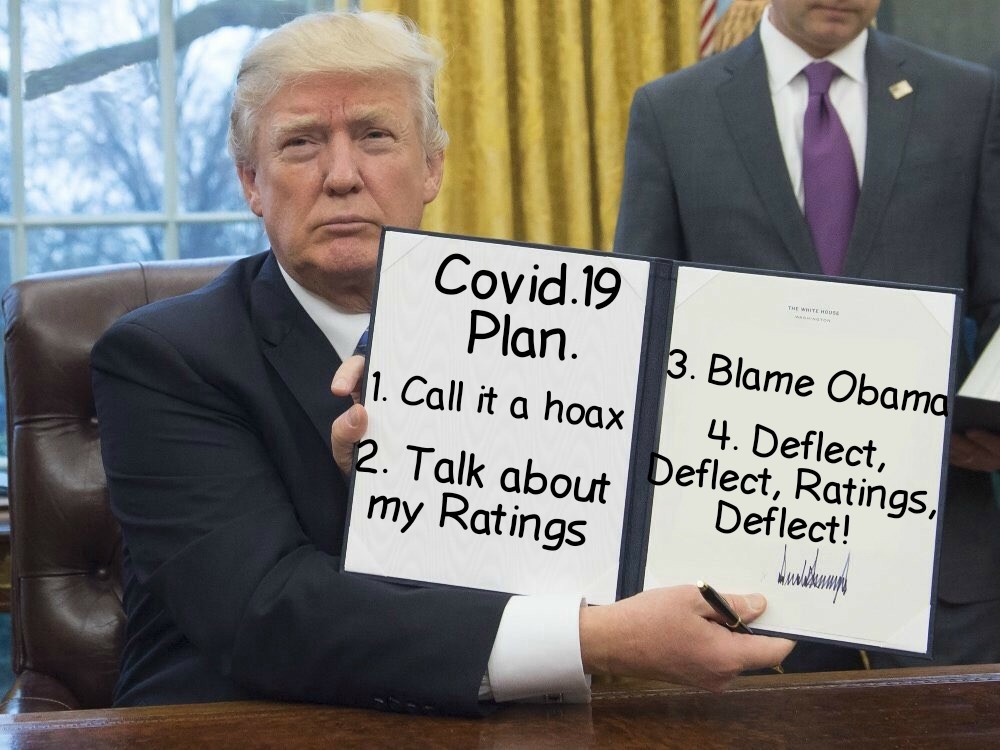 Covid.19
Plan.
1. Call it a hoax
2. Talk about
my Ratings
THE WHITE HOUSE
WASHINGTON
3. Blame Obama
4. Deflect,
Deflect, Ratings,
Deflect!